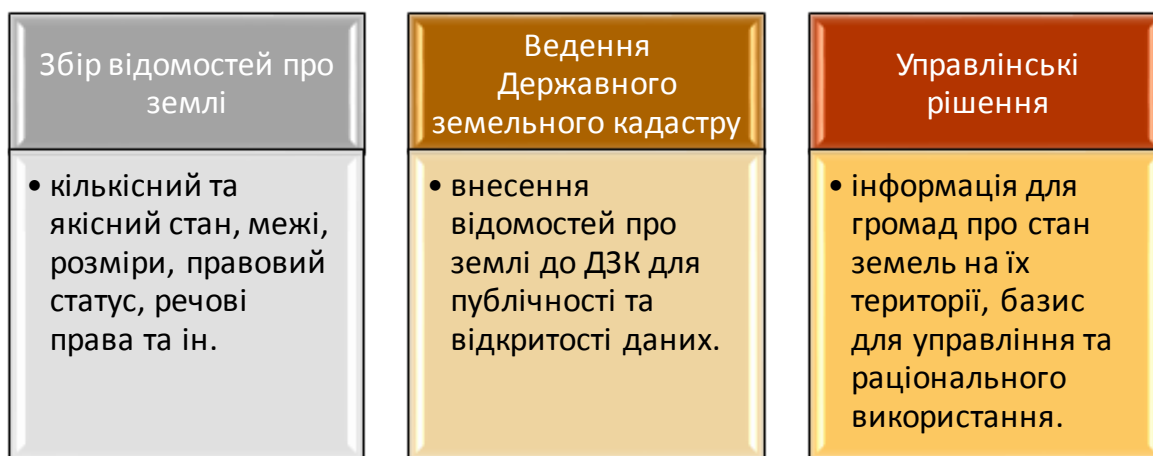 Збір відомостей про
землі
• кількісний та
якісний стан, межі,
розміри, правовий
статус, речові
права та ін.
Ведення
Державного
земельного кадастру
• внесення
відомостей про
землі до ДЗК для
публічності та
відкритості даних.
Управлінські
рішення
• інформація для
громад про стан
земель на їх
території, базис
для управління та
раціонального
використання.